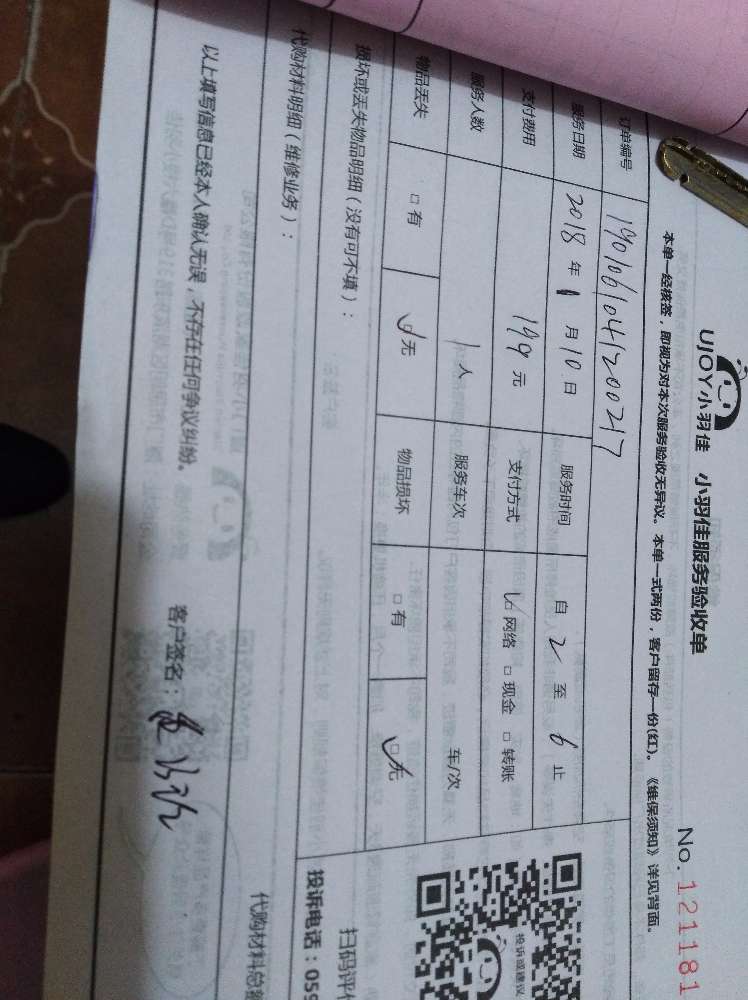 UJOY小羽佳 小羽佳服务验收单
No. 121181
本单一经核签，即视为对本次服务验收无异议。本单一式两份，客户留存一份(红)。《维保须知》详见背面。
订单编号 1901061041200217
服务日期 2018 年 1 月 10 日 服务时间 自 2 至 6 止
支付费用 199 元 支付方式 ☑ 网络 □ 现金 □ 转账
服务人数 1 人 服务车次 车/次
物品丢失 □ 有 ☑ 无 物品损坏 □ 有 ☑ 无
损坏或丢失物品明细（没有可不填）：
代购材料明细（维修业务）：
代购材料总
以上填写信息已经本人确认无误，不存在任何争议纠纷。
客户签名：
投诉或建议
扫码评
投诉电话：059